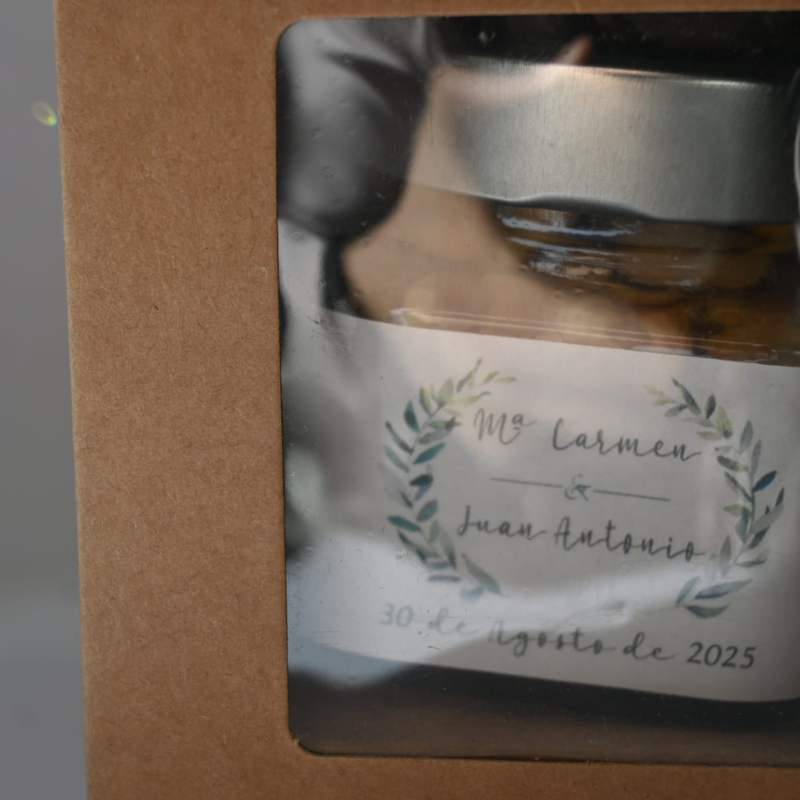 Mª Carmen
&
Juan Antonio
30 de Agosto de 2025